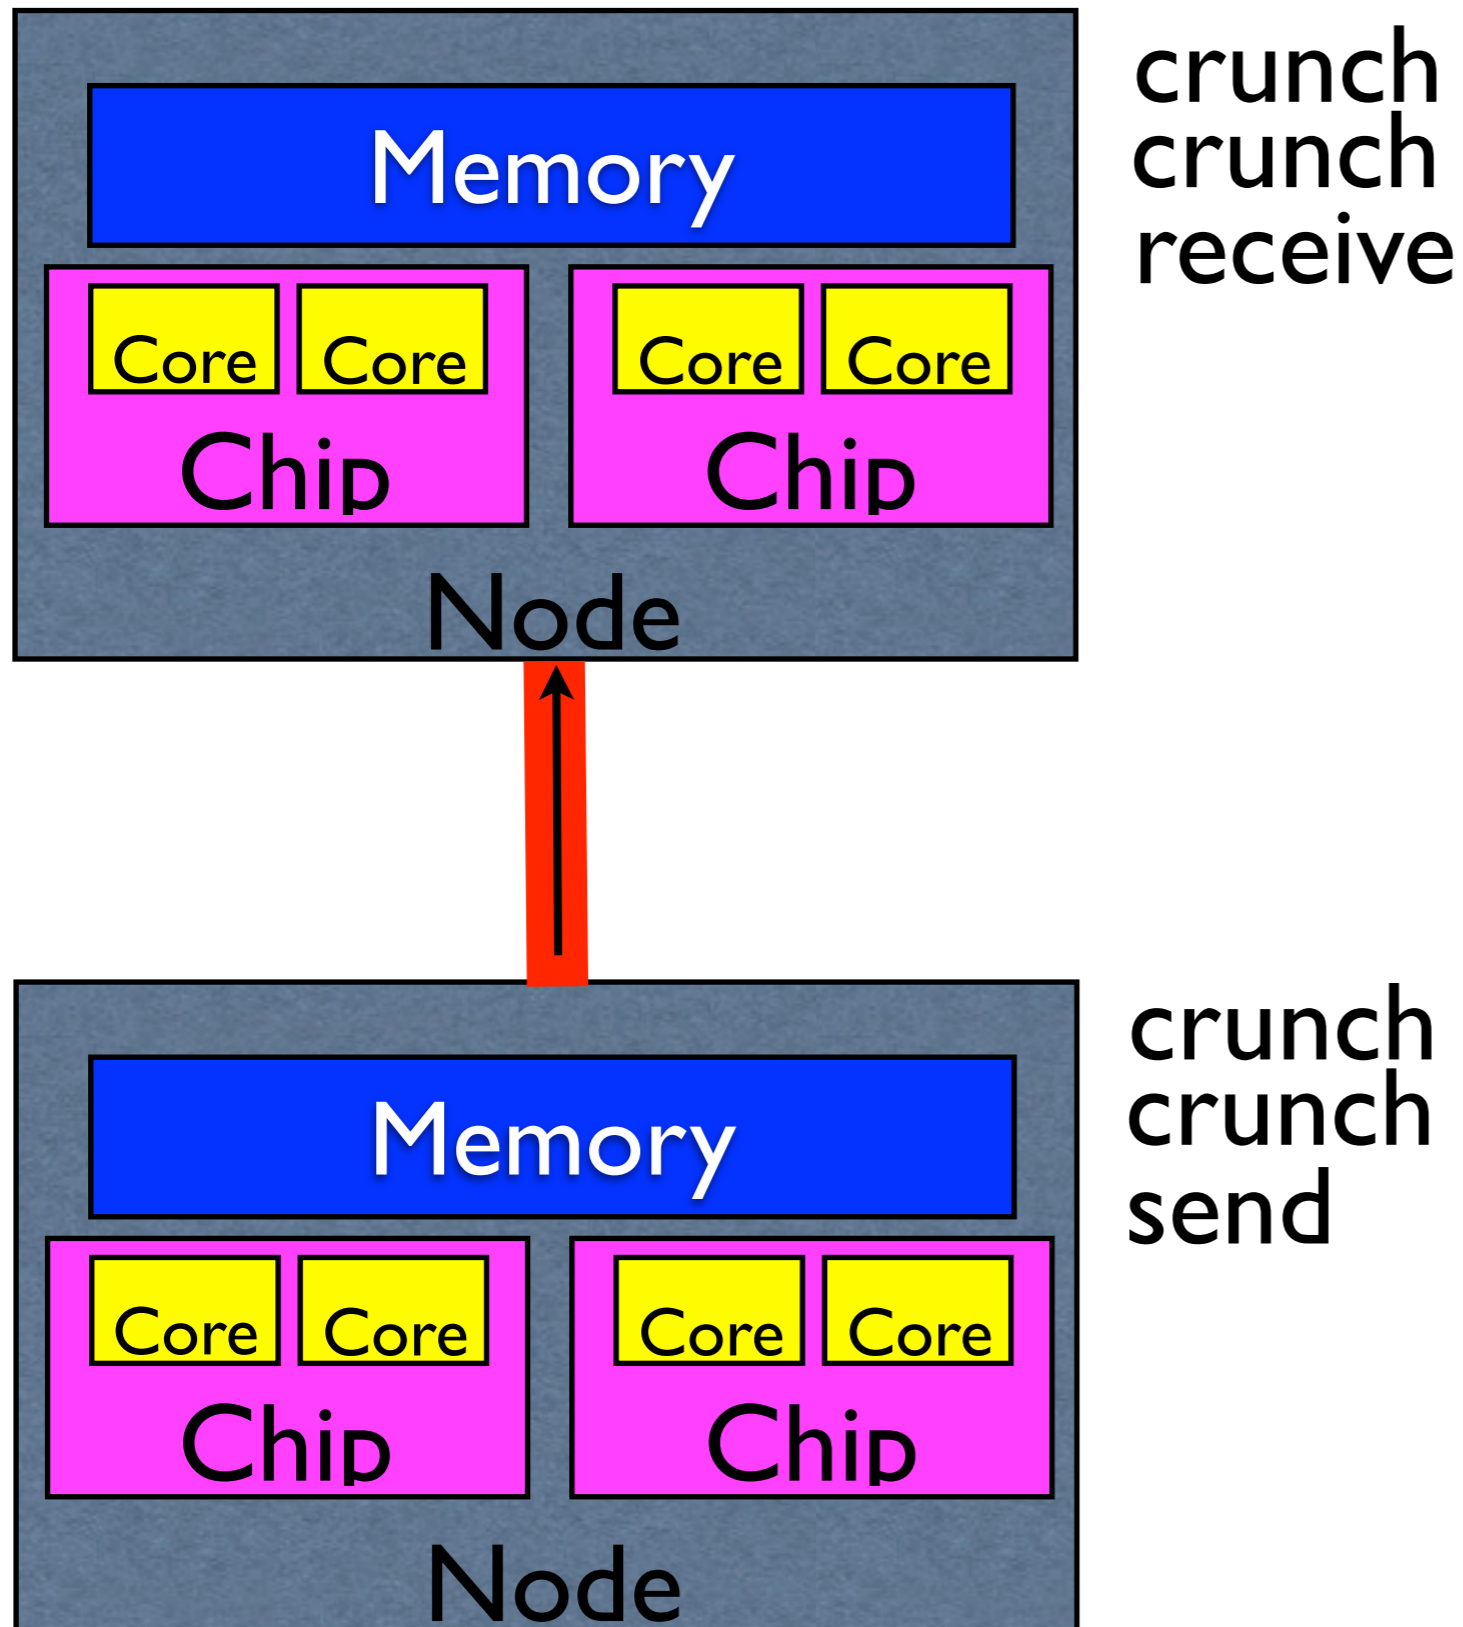 crunch
crunch
receive
Memory
Core Core Core Core
Chip Chip
Node
crunch
crunch
send
Memory
Core Core Core Core
Chip Chip
Node